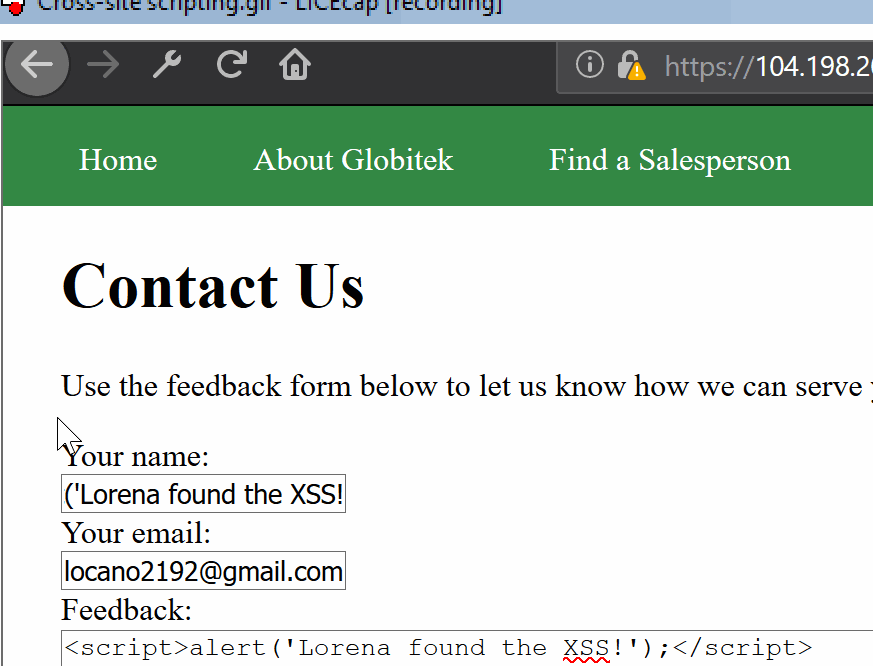 Cross-site scripting.gif - LICEcap [recording]
https://104.198.2
Home About Globitek Find a Salesperson
Contact Us
Use the feedback form below to let us know how we can serve
Your name:
('Lorena found the XSS!
Your email:
locano2192@gmail.com
Feedback:
<script>alert('Lorena found the XSS!');</script>